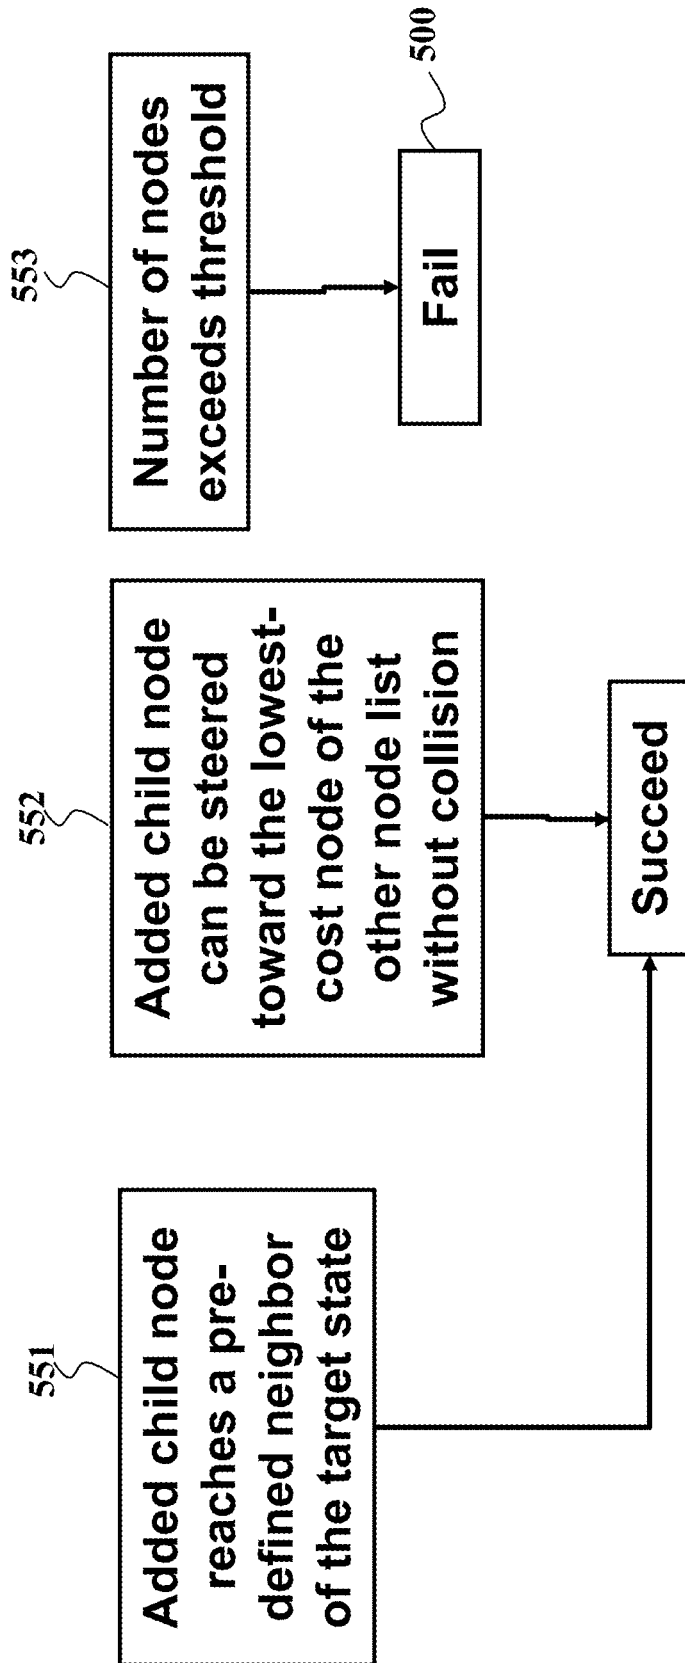 551
Added child node
reaches a pre-
defined neighbor
of the target state
552
Added child node
can be steered
toward the lowest-
cost node of the
other node list
without collision
553
Number of nodes
exceeds threshold
Succeed
Fail
500